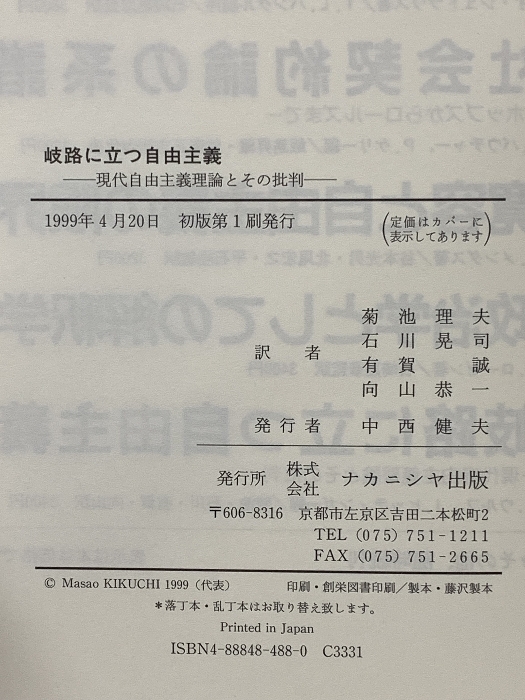 岐路に立つ自由主義
——現代自由主義理論とその批判——
1999年4月20日　初版第1刷発行
(定価はカバーに
表示してあります)
訳者
菊池理夫
石川晃司
有賀誠
向山恭一
発行者　中西健夫
発行所　株式会社　ナカニシヤ出版
〒606-8316　京都市左京区吉田二本松町2
TEL (075) 751-1211
FAX (075) 751-2665
© Masao KIKUCHI 1999 (代表)　印刷・創栄図書印刷／製本・藤沢製本
＊落丁本・乱丁本はお取り替え致します。
Printed in Japan
ISBN4-88848-488-0 C3331